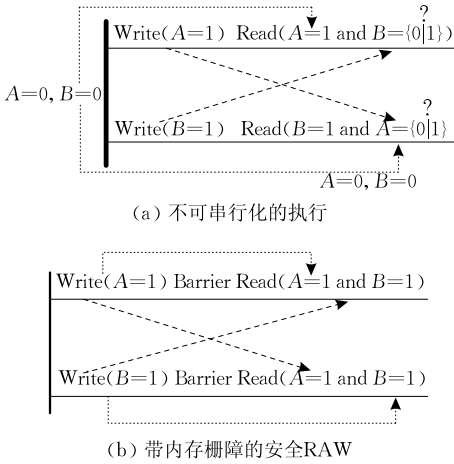 ?
Write(A=1) Read(A=1 and B={0|1})
A=0, B=0
?
Write(B=1) Read(B=1 and A={0|1}
A=0, B=0
(a) 不可串行化的执行
Write(A=1) Barrier Read(A=1 and B=1)
Write(B=1) Barrier Read(A=1 and B=1)
(b) 带内存栅障的安全RAW